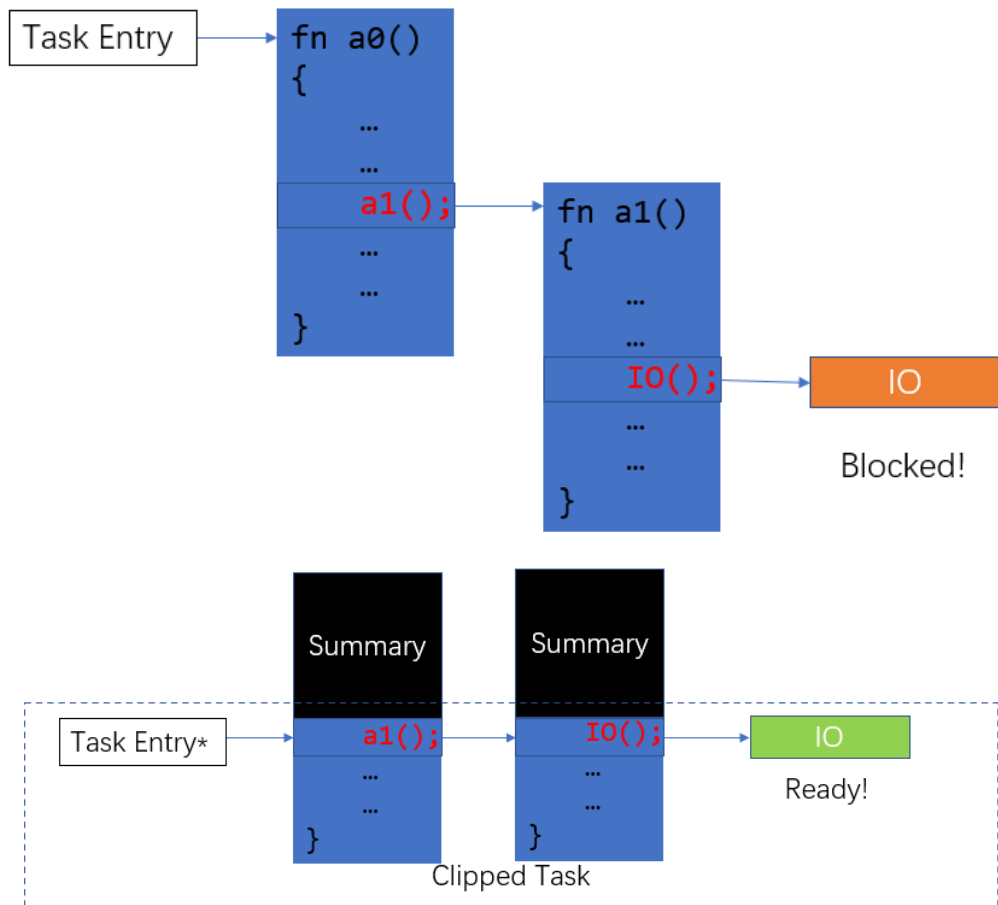 Task Entry
fn a0()
{
…
…
a1();
…
…
}
fn a1()
{
…
…
IO();
…
…
}
IO
Blocked!
Summary
Summary
Task Entry*
a1();
…
…
}
IO();
…
…
}
IO
Ready!
Clipped Task